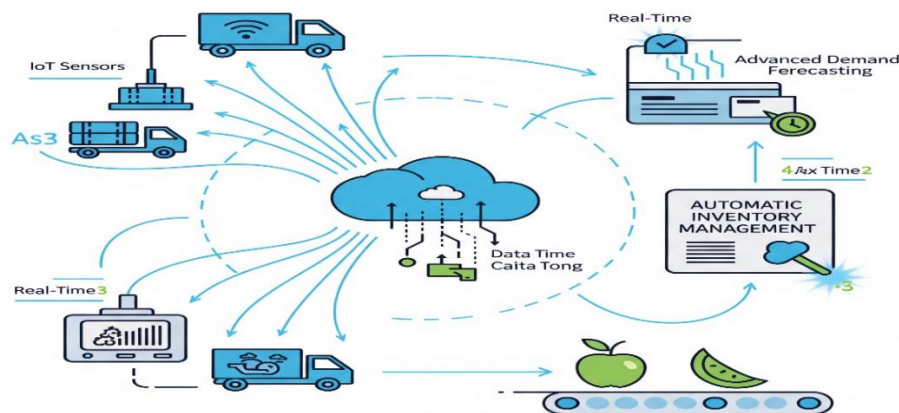 Real-Time
IoT Sensors
Advanced Demand
Ferecasting
As3
4/4x Time2
AUTOMATIC
INVENTORY
MANAGEMENT
Data Time
Caita Tong
Real-Time3
·3